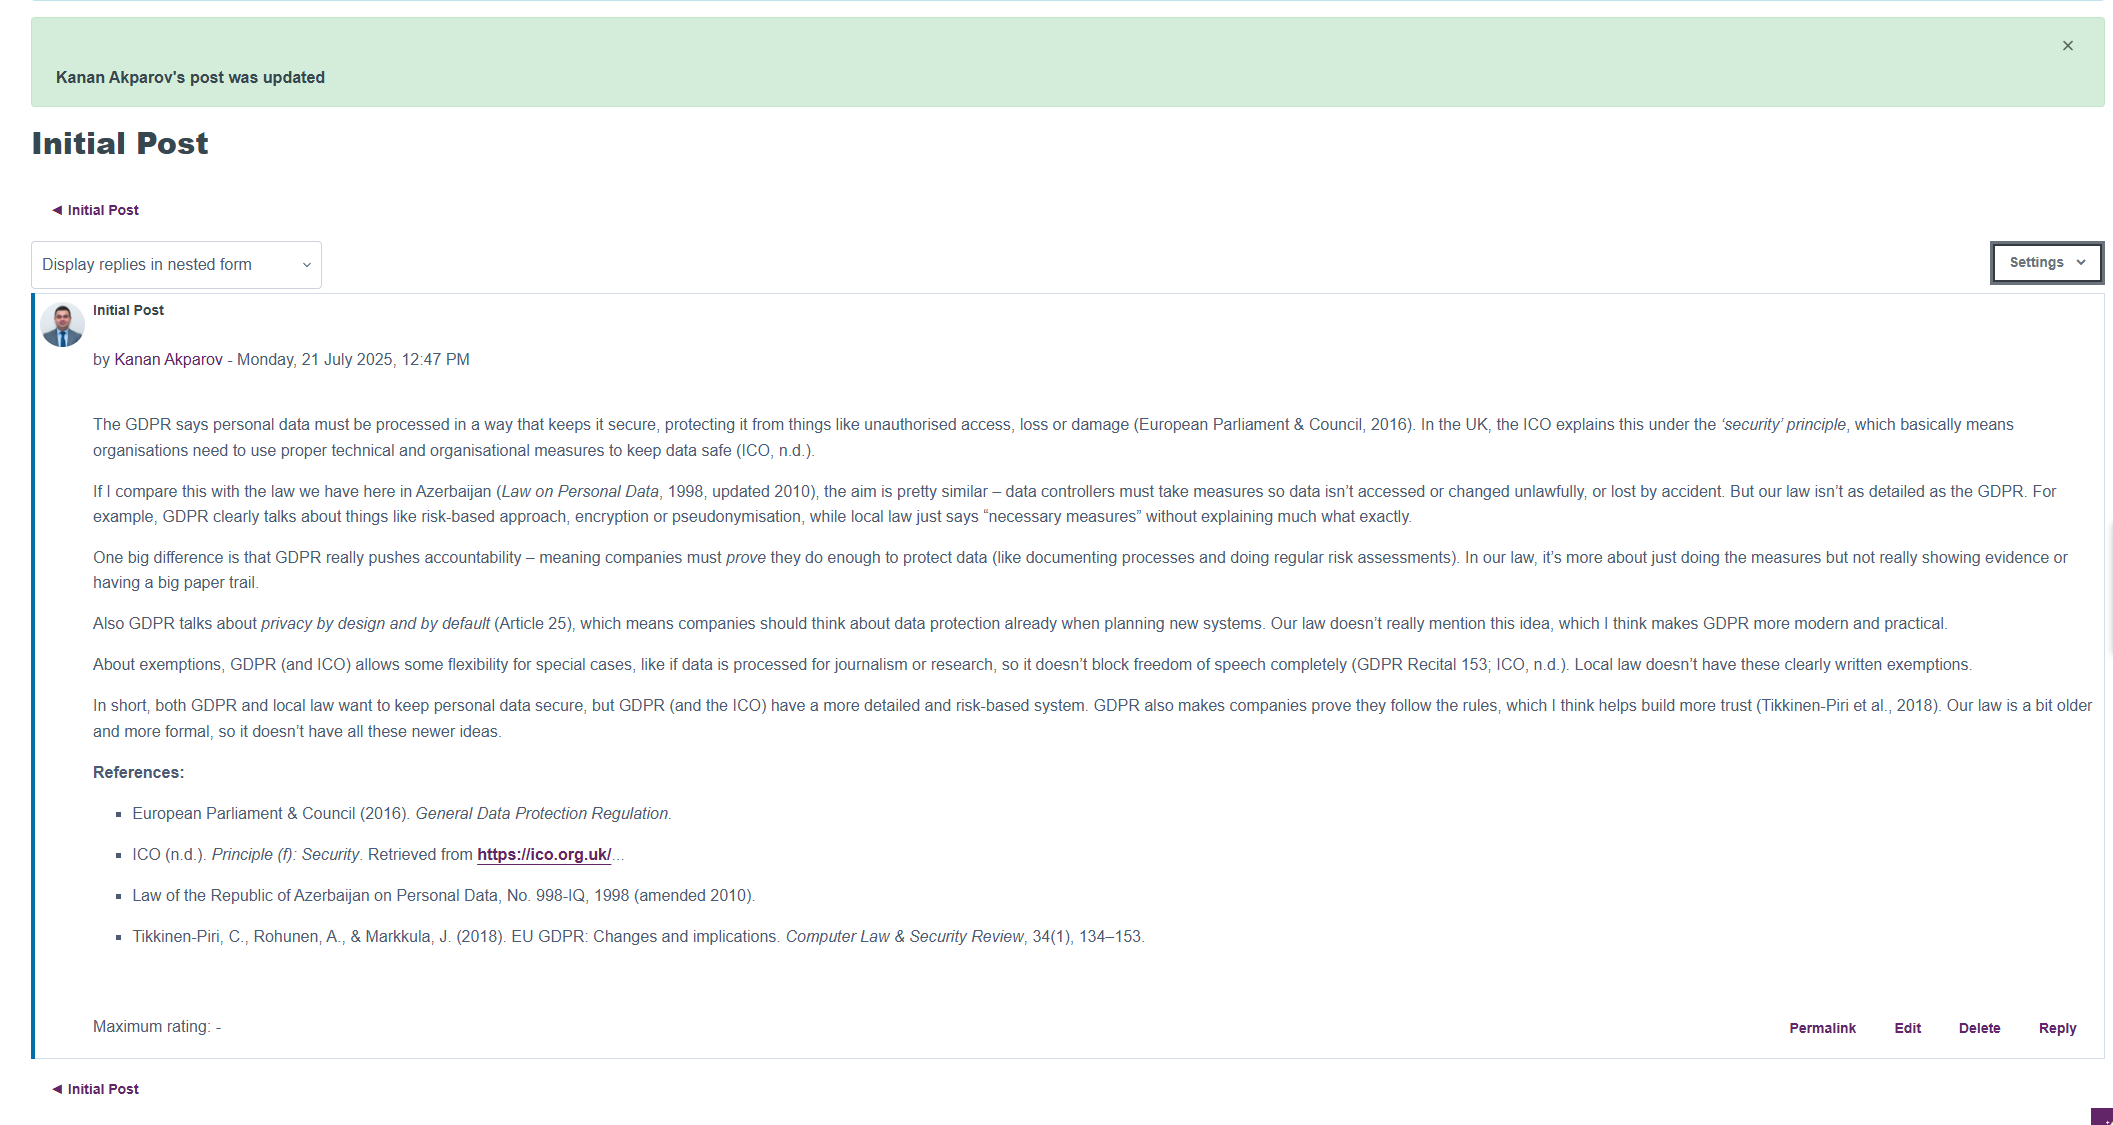 ×
Kanan Akparov's post was updated
Initial Post
◄ Initial Post
Display replies in nested form
Settings
Initial Post
by Kanan Akparov - Monday, 21 July 2025, 12:47 PM
The GDPR says personal data must be processed in a way that keeps it secure, protecting it from things like unauthorised access, loss or damage (European Parliament & Council, 2016). In the UK, the ICO explains this under the ‘security’ principle, which basically means
organisations need to use proper technical and organisational measures to keep data safe (ICO, n.d.).
If I compare this with the law we have here in Azerbaijan (Law on Personal Data, 1998, updated 2010), the aim is pretty similar – data controllers must take measures so data isn’t accessed or changed unlawfully, or lost by accident. But our law isn’t as detailed as the GDPR. For
example, GDPR clearly talks about things like risk-based approach, encryption or pseudonymisation, while local law just says “necessary measures” without explaining much what exactly.
One big difference is that GDPR really pushes accountability – meaning companies must prove they do enough to protect data (like documenting processes and doing regular risk assessments). In our law, it’s more about just doing the measures but not really showing evidence or
having a big paper trail.
Also GDPR talks about privacy by design and by default (Article 25), which means companies should think about data protection already when planning new systems. Our law doesn’t really mention this idea, which I think makes GDPR more modern and practical.
About exemptions, GDPR (and ICO) allows some flexibility for special cases, like if data is processed for journalism or research, so it doesn’t block freedom of speech completely (GDPR Recital 153; ICO, n.d.). Local law doesn’t have these clearly written exemptions.
In short, both GDPR and local law want to keep personal data secure, but GDPR (and the ICO) have a more detailed and risk-based system. GDPR also makes companies prove they follow the rules, which I think helps build more trust (Tikkinen-Piri et al., 2018). Our law is a bit older
and more formal, so it doesn’t have all these newer ideas.
References:
▪ European Parliament & Council (2016). General Data Protection Regulation.
▪ ICO (n.d.). Principle (f): Security. Retrieved from https://ico.org.uk/...
▪ Law of the Republic of Azerbaijan on Personal Data, No. 998-IQ, 1998 (amended 2010).
▪ Tikkinen-Piri, C., Rohunen, A., & Markkula, J. (2018). EU GDPR: Changes and implications. Computer Law & Security Review, 34(1), 134–153.
Maximum rating: -
Permalink Edit Delete Reply
◄ Initial Post